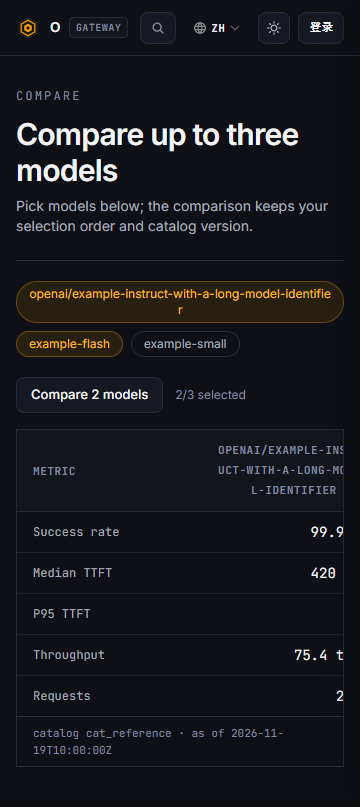 O GATEWAY ZH 登录
COMPARE
Compare up to three
models
Pick models below; the comparison keeps your
selection order and catalog version.
openai/example-instruct-with-a-long-model-identifie
r
example-flash example-small
Compare 2 models 2/3 selected
OPENAI/EXAMPLE-INS
METRIC UCT-WITH-A-LONG-MO
L-IDENTIFIER
Success rate 99.9
Median TTFT 420
P95 TTFT
Throughput 75.4 t
Requests 2
catalog cat_reference · as of 2026-11-
19T10:00:00Z